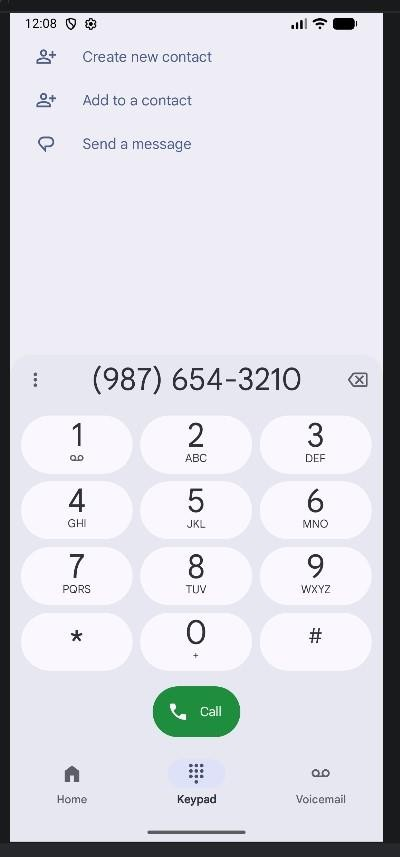 12:08
Create new contact
Add to a contact
Send a message
(987) 654-3210
1 2 3
ABC DEF
4 5 6
GHI JKL MNO
7 8 9
PQRS TUV WXYZ
* 0 #
+
Call
Home Keypad Voicemail